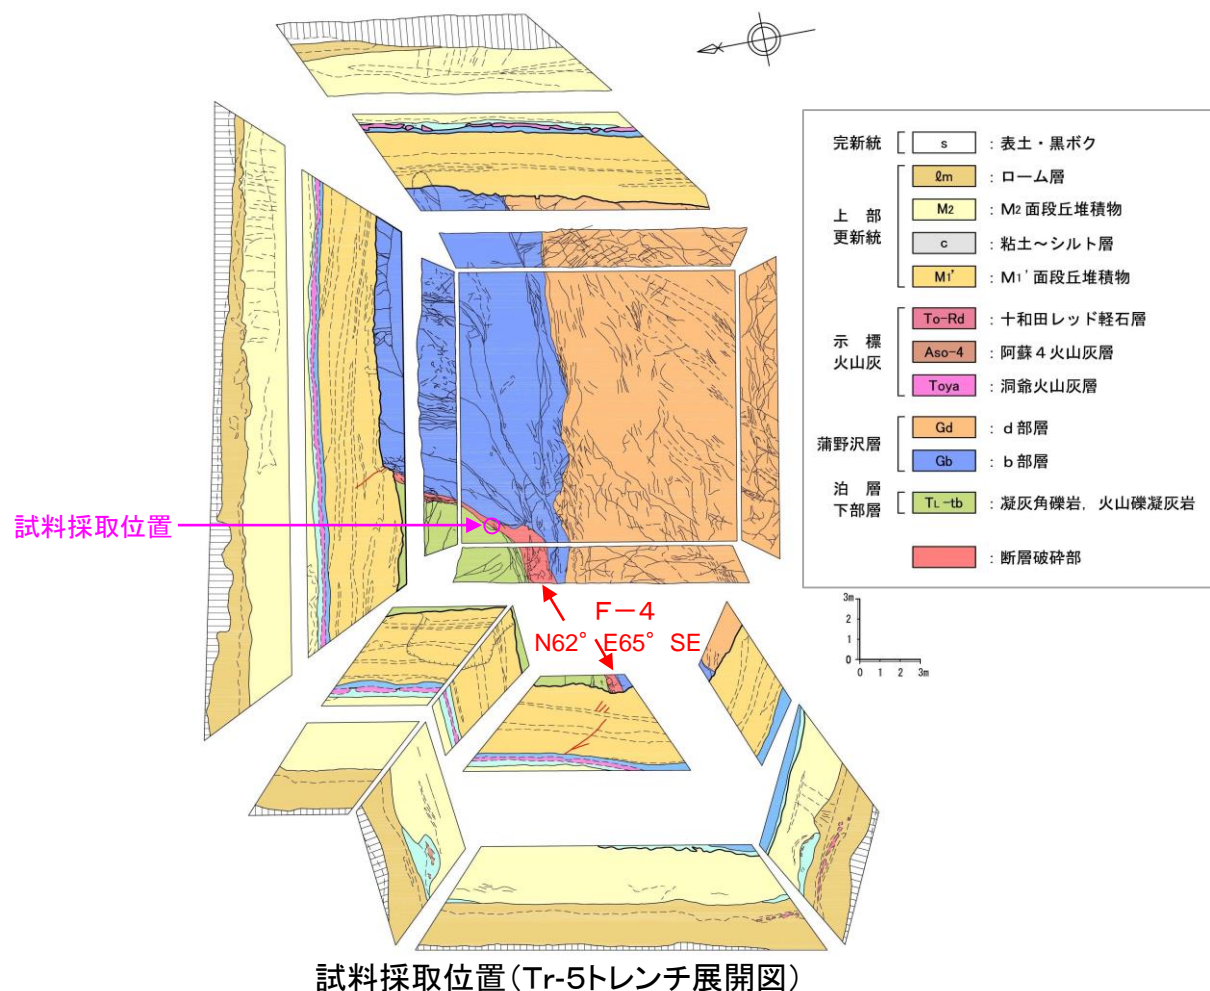 完新統
s
：表土・黒ボク
上部
更新統
ℓm
：ローム層
M2
：M2面段丘堆積物
c
：粘土～シルト層
M1'
：M1'面段丘堆積物
示標
火山灰
To-Rd
：十和田レッド軽石層
Aso-4
：阿蘇４火山灰層
Toya
：洞爺火山灰層
蒲野沢層
Gd
：ｄ部層
Gb
：ｂ部層
泊層
下部層
TL-tb
：凝灰角礫岩，火山礫凝灰岩
：断層破砕部
試料採取位置
F－4
N62°E65°SE
3m
2
1
0
0 1 2 3m
試料採取位置（Tr-5トレンチ展開図）